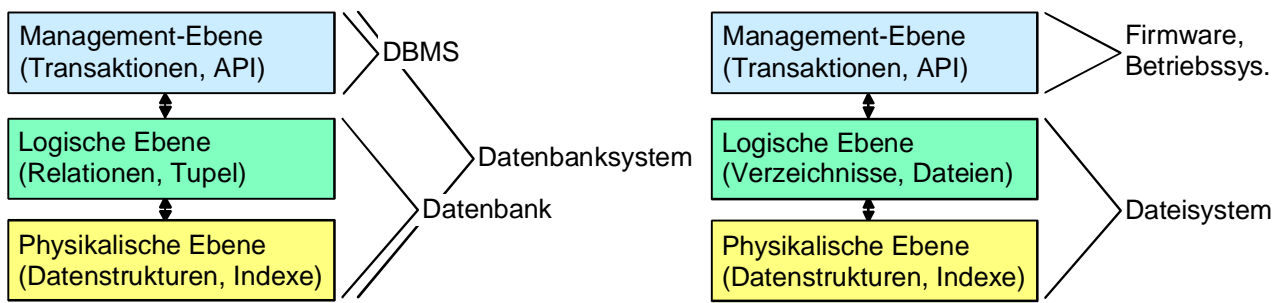 Management-Ebene
(Transaktionen, API)
DBMS
Logische Ebene
(Relationen, Tupel)
Datenbanksystem
Datenbank
Physikalische Ebene
(Datenstrukturen, Indexe)
Management-Ebene
(Transaktionen, API)
Firmware,
Betriebssys.
Logische Ebene
(Verzeichnisse, Dateien)
Dateisystem
Physikalische Ebene
(Datenstrukturen, Indexe)